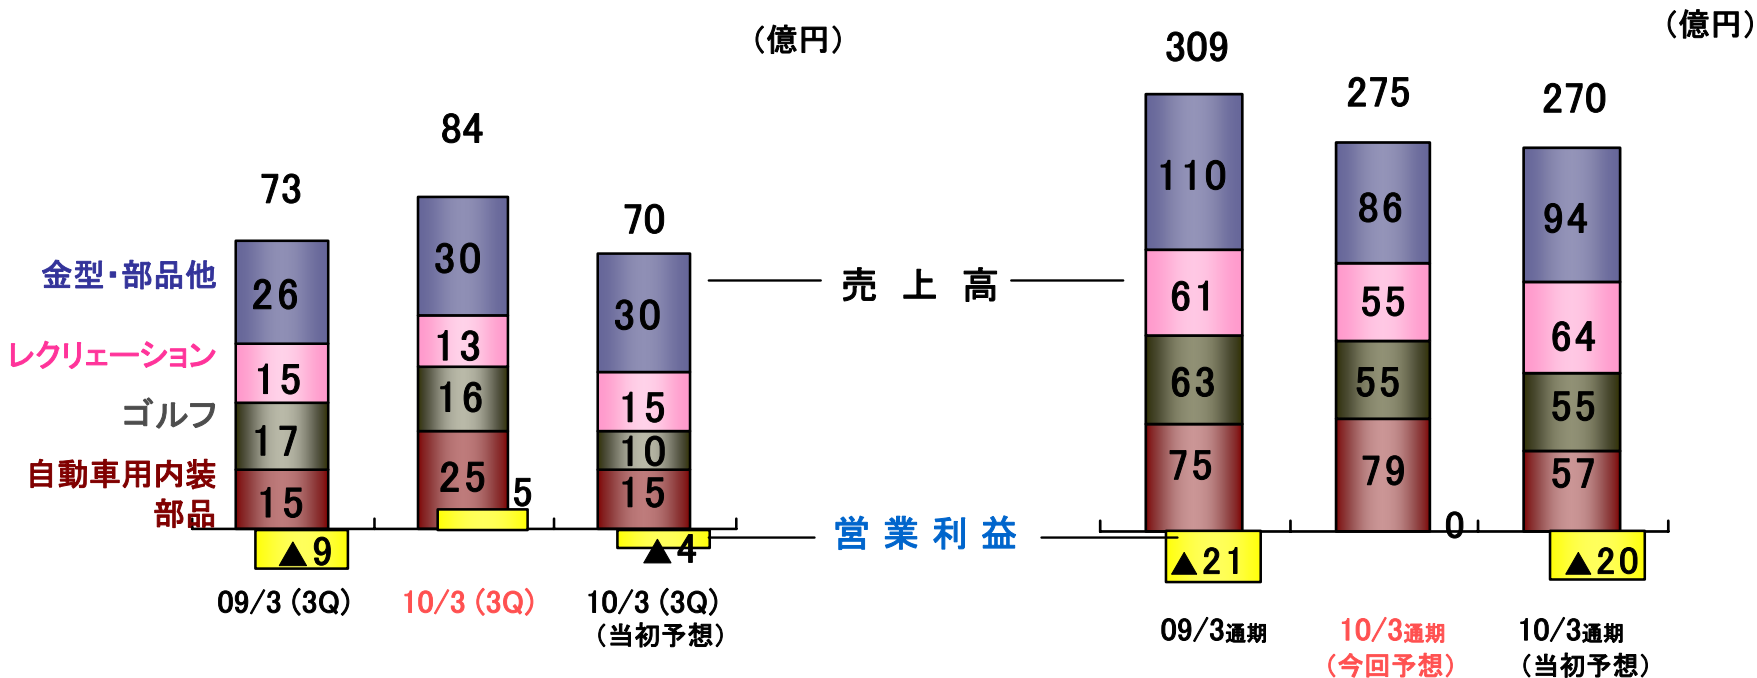 （億円）
（億円）
309
275
270
84
73
70
金型・部品他
26
30
30
売上高
110
86
94
レクリェーション
15
13
15
61
55
64
ゴルフ
17
16
10
63
55
55
自動車用内装
部品
15
25
15
75
79
57
5
0
営業利益
▲9
▲4
▲21
▲20
09/3（3Q）
10/3（3Q）
10/3（3Q）
（当初予想）
09/3通期
10/3通期
（今回予想）
10/3通期
（当初予想）